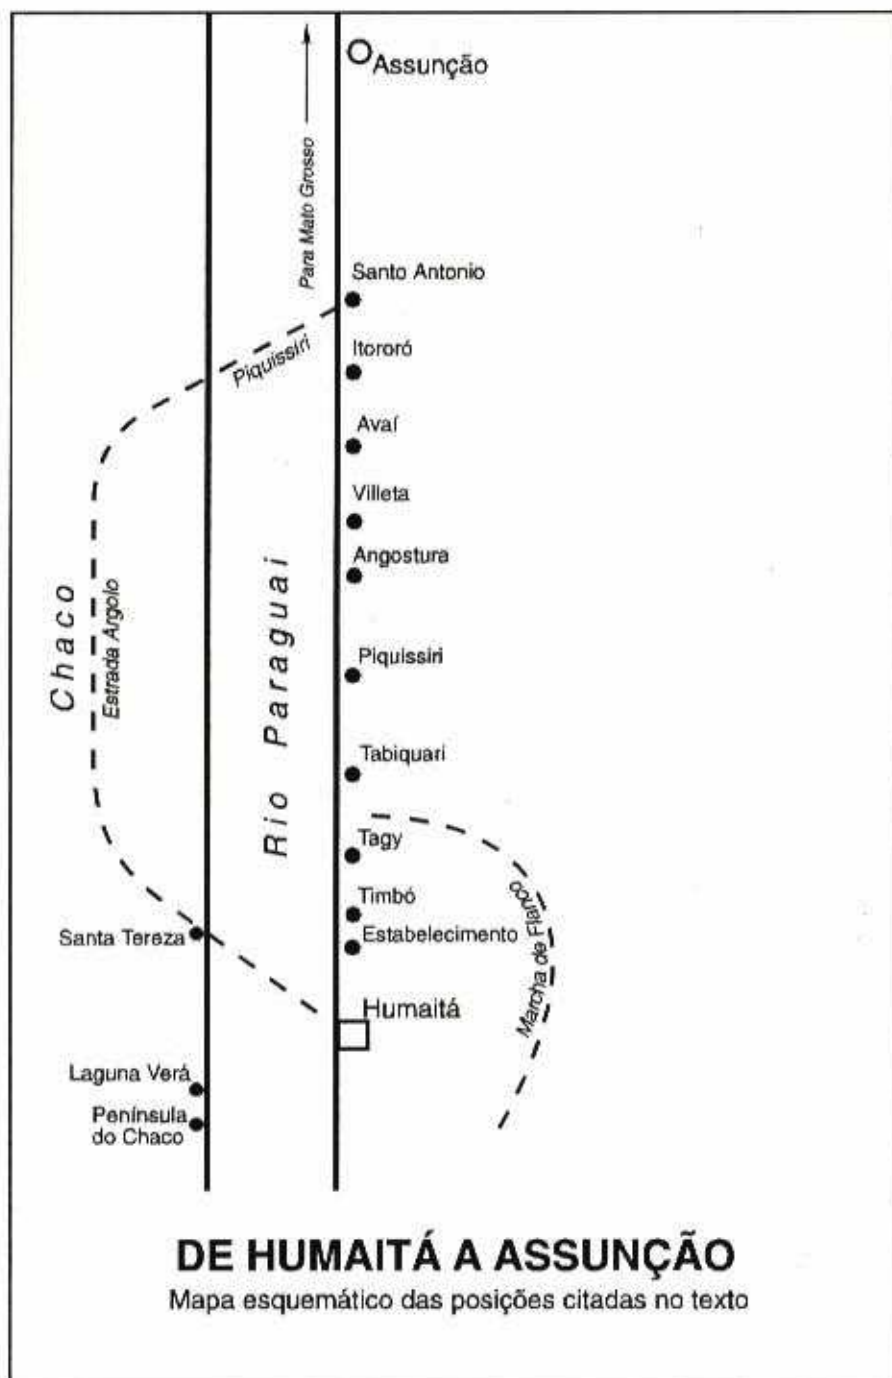 Assunção
Para Mato Grosso
Santo Antonio
Piquissiri
Itororó
Avaí
Villeta
Angostura
Chaco
Estrada Argolo
Rio Paraguai
Piquissiri
Tabiquari
Tagy
Timbó
Estabelecimento
Marcha de Flanco
Santa Tereza
Humaitá
Laguna Verá
Península
do Chaco
DE HUMAITÁ A ASSUNÇÃO
Mapa esquemático das posições citadas no texto